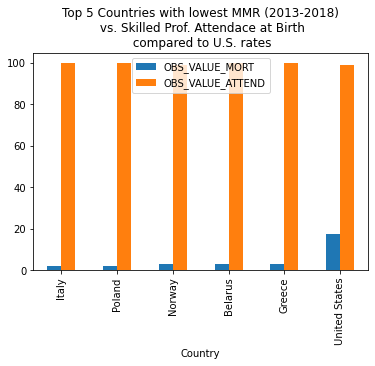 Top 5 Countries with lowest MMR (2013-2018)
vs. Skilled Prof. Attendace at Birth
compared to U.S. rates
OBS_VALUE_MORT
OBS_VALUE_ATTEND
100
80
60
40
20
0
Italy
Poland
Norway
Belarus
Greece
United States
Country